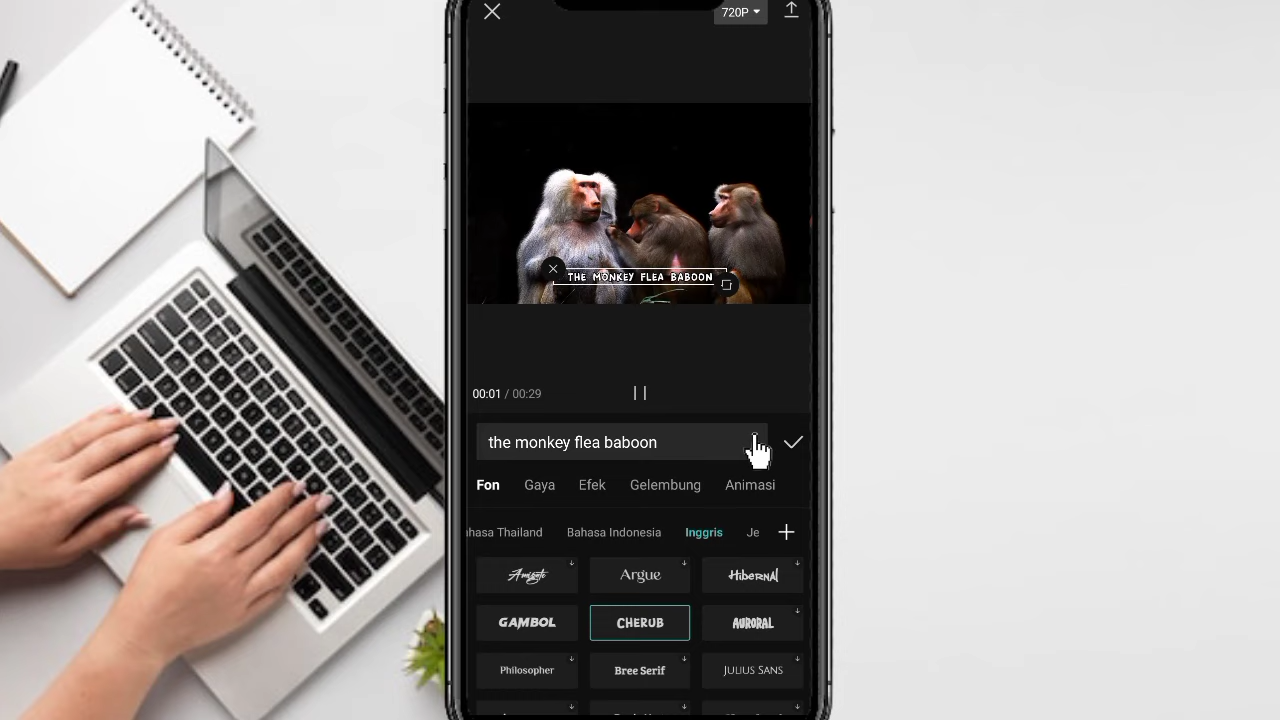 720P
THE MONKEY FLEA BABOON
00:01 / 00:29
the monkey flea baboon
Fon Gaya Efek Gelembung Animasi
hasa Thailand Bahasa Indonesia Inggris Je
Amigate Argue Hibernal
GAMBOL CHERUB AURORAL
Philosopher Bree Serif JULIUS SANS